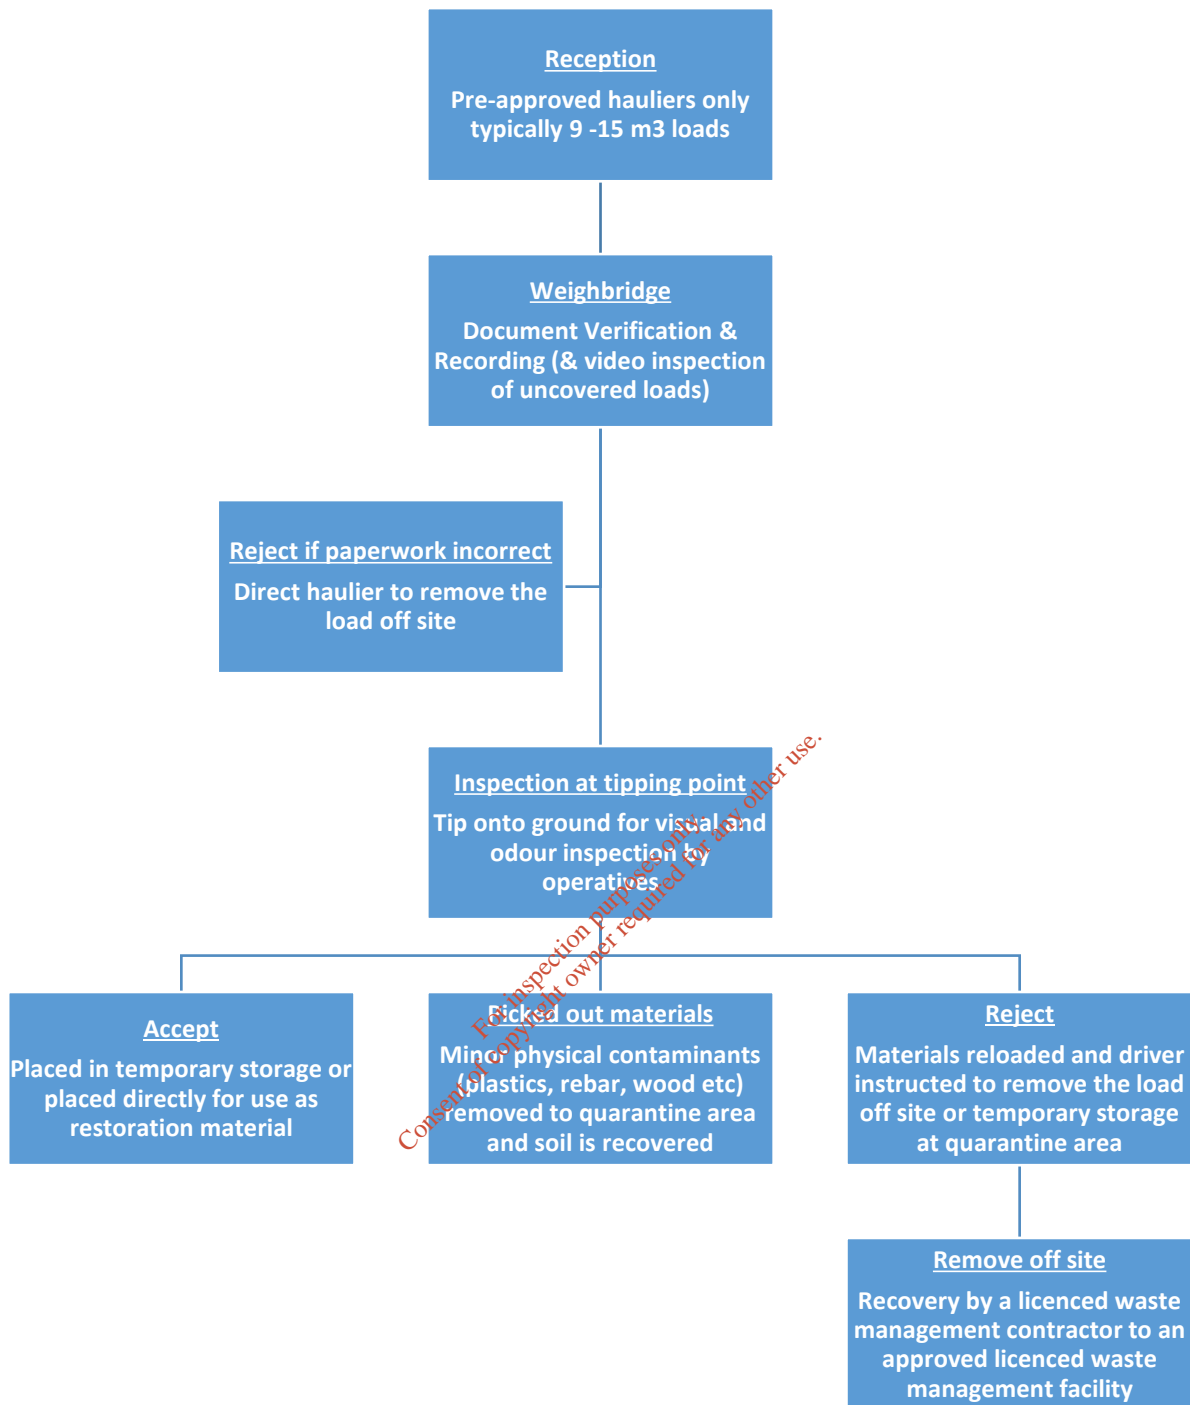 Reception
Pre-approved hauliers only
typically 9 -15 m3 loads
Weighbridge
Document Verification &
Recording (& video inspection
of uncovered loads)
Reject if paperwork incorrect
Direct haulier to remove the
load off site
Inspection at tipping point
Tip onto ground for visual and
odour inspection by
operatives
For inspection purposes only.
Consent of copyright owner required for any other use.
Accept
Placed in temporary storage or
placed directly for use as
restoration material
Picked out materials
Minor physical contaminants
(plastics, rebar, wood etc)
removed to quarantine area
and soil is recovered
Reject
Materials reloaded and driver
instructed to remove the load
off site or temporary storage
at quarantine area
Remove off site
Recovery by a licenced waste
management contractor to an
approved licenced waste
management facility